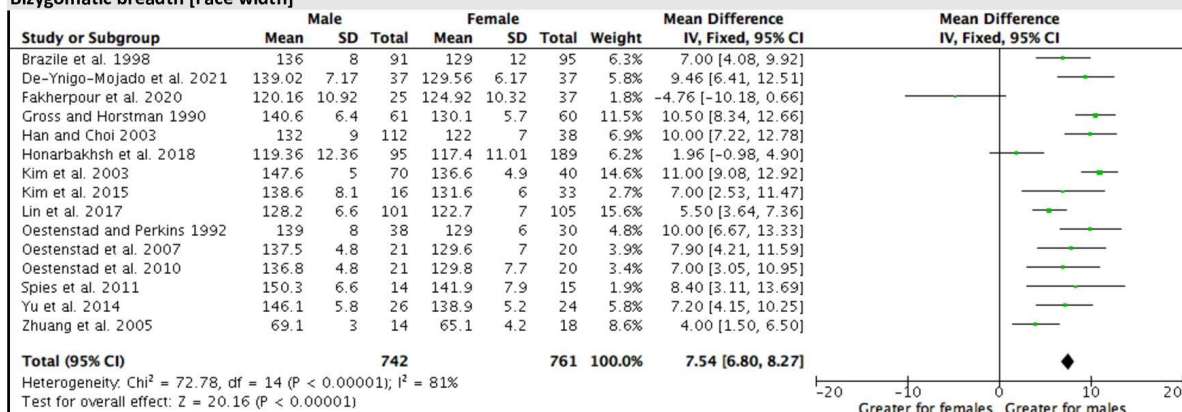 Bizygomatic breadth [Face width]
Male Female Mean Difference Mean Difference
Study or Subgroup Mean SD Total Mean SD Total Weight IV, Fixed, 95% CI IV, Fixed, 95% CI
Brazile et al. 1998 136 8 91 129 12 95 6.3% 7.00 [4.08, 9.92]
De-Ynigo-Mojado et al. 2021 139.02 7.17 37 129.56 6.17 37 5.8% 9.46 [6.41, 12.51]
Fakherpour et al. 2020 120.16 10.92 25 124.92 10.32 37 1.8% −4.76 [−10.18, 0.66]
Gross and Horstman 1990 140.6 6.4 61 130.1 5.7 60 11.5% 10.50 [8.34, 12.66]
Han and Choi 2003 132 9 112 122 7 38 6.9% 10.00 [7.22, 12.78]
Honarbakhsh et al. 2018 119.36 12.36 95 117.4 11.01 189 6.2% 1.96 [−0.98, 4.90]
Kim et al. 2003 147.6 5 70 136.6 4.9 40 14.6% 11.00 [9.08, 12.92]
Kim et al. 2015 138.6 8.1 16 131.6 6 33 2.7% 7.00 [2.53, 11.47]
Lin et al. 2017 128.2 6.6 101 122.7 7 105 15.6% 5.50 [3.64, 7.36]
Oestenstad and Perkins 1992 139 8 38 129 6 30 4.8% 10.00 [6.67, 13.33]
Oestenstad et al. 2007 137.5 4.8 21 129.6 7 20 3.9% 7.90 [4.21, 11.59]
Oestenstad et al. 2010 136.8 4.8 21 129.8 7.7 20 3.4% 7.00 [3.05, 10.95]
Spies et al. 2011 150.3 6.6 14 141.9 7.9 15 1.9% 8.40 [3.11, 13.69]
Yu et al. 2014 146.1 5.8 26 138.9 5.2 24 5.7% 7.20 [4.15, 10.25]
Zhuang et al. 2005 69.1 3 14 65.1 4.2 18 8.6% 4.00 [1.50, 6.50]
Total (95% CI) 742 761 100.0% 7.54 [6.80, 8.27]
Heterogeneity: Chi² = 72.78, df = 14 (P < 0.00001); I² = 81%
Test for overall effect: Z = 20.16 (P < 0.00001)
−20 −10 0 10 20
Greater for females Greater for males